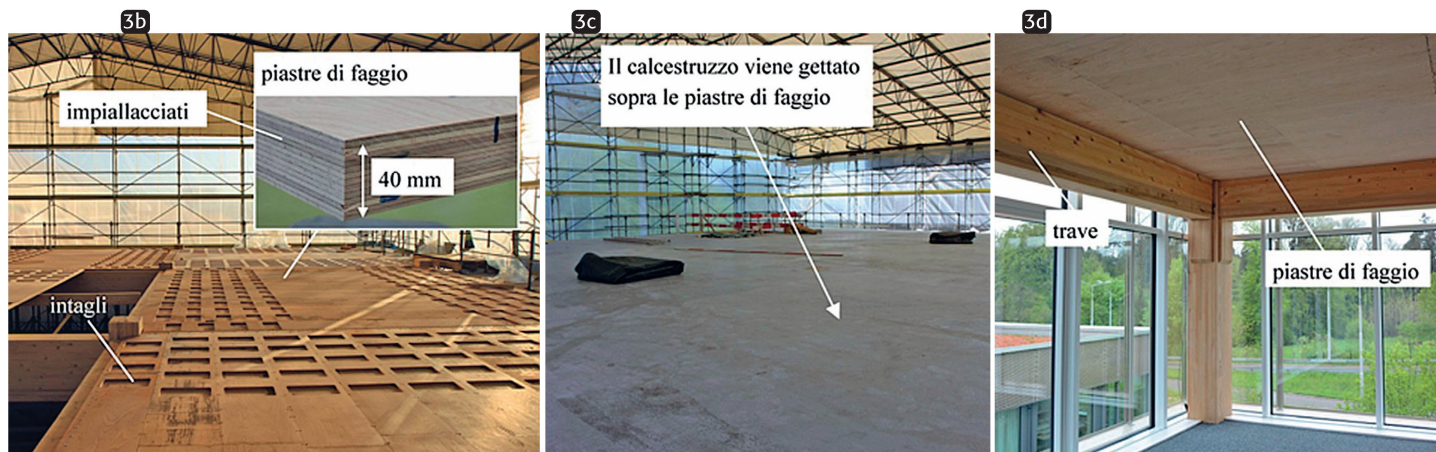 3b
piastre di faggio
impiallacciati
40 mm
intagli
3c
Il calcestruzzo viene gettato
sopra le piastre di faggio
3d
trave
piastre di faggio